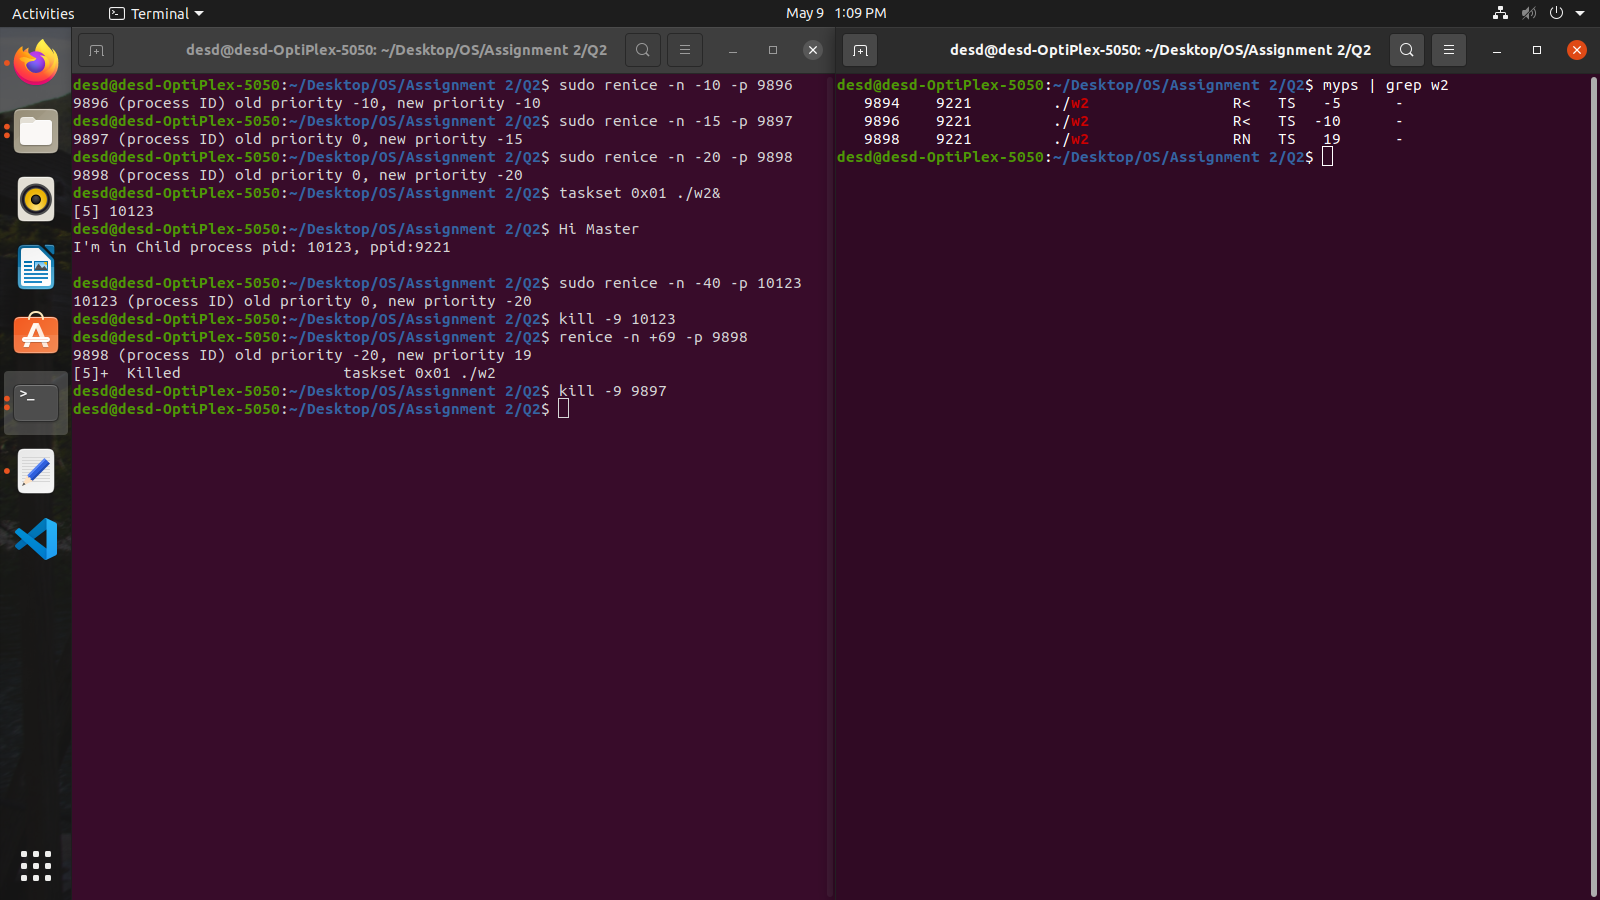 Activities
Terminal
May 9 1:09 PM
desd@desd-OptiPlex-5050: ~/Desktop/OS/Assignment 2/Q2
desd@desd-OptiPlex-5050:~/Desktop/OS/Assignment 2/Q2$ sudo renice -n -10 -p 9896
9896 (process ID) old priority -10, new priority -10
desd@desd-OptiPlex-5050:~/Desktop/OS/Assignment 2/Q2$ sudo renice -n -15 -p 9897
9897 (process ID) old priority 0, new priority -15
desd@desd-OptiPlex-5050:~/Desktop/OS/Assignment 2/Q2$ sudo renice -n -20 -p 9898
9898 (process ID) old priority 0, new priority -20
desd@desd-OptiPlex-5050:~/Desktop/OS/Assignment 2/Q2$ taskset 0x01 ./w2&
[5] 10123
desd@desd-OptiPlex-5050:~/Desktop/OS/Assignment 2/Q2$ Hi Master
I'm in Child process pid: 10123, ppid:9221
desd@desd-OptiPlex-5050:~/Desktop/OS/Assignment 2/Q2$ sudo renice -n -40 -p 10123
10123 (process ID) old priority 0, new priority -20
desd@desd-OptiPlex-5050:~/Desktop/OS/Assignment 2/Q2$ kill -9 10123
desd@desd-OptiPlex-5050:~/Desktop/OS/Assignment 2/Q2$ renice -n +69 -p 9898
9898 (process ID) old priority -20, new priority 19
[5]+  Killed                  taskset 0x01 ./w2
desd@desd-OptiPlex-5050:~/Desktop/OS/Assignment 2/Q2$ kill -9 9897
desd@desd-OptiPlex-5050:~/Desktop/OS/Assignment 2/Q2$
desd@desd-OptiPlex-5050: ~/Desktop/OS/Assignment 2/Q2
desd@desd-OptiPlex-5050:~/Desktop/OS/Assignment 2/Q2$ myps | grep w2
9894    9221         ./w2                R<   TS   -5      -
9896    9221         ./w2                R<   TS  -10      -
9898    9221         ./w2                RN   TS   19      -
desd@desd-OptiPlex-5050:~/Desktop/OS/Assignment 2/Q2$